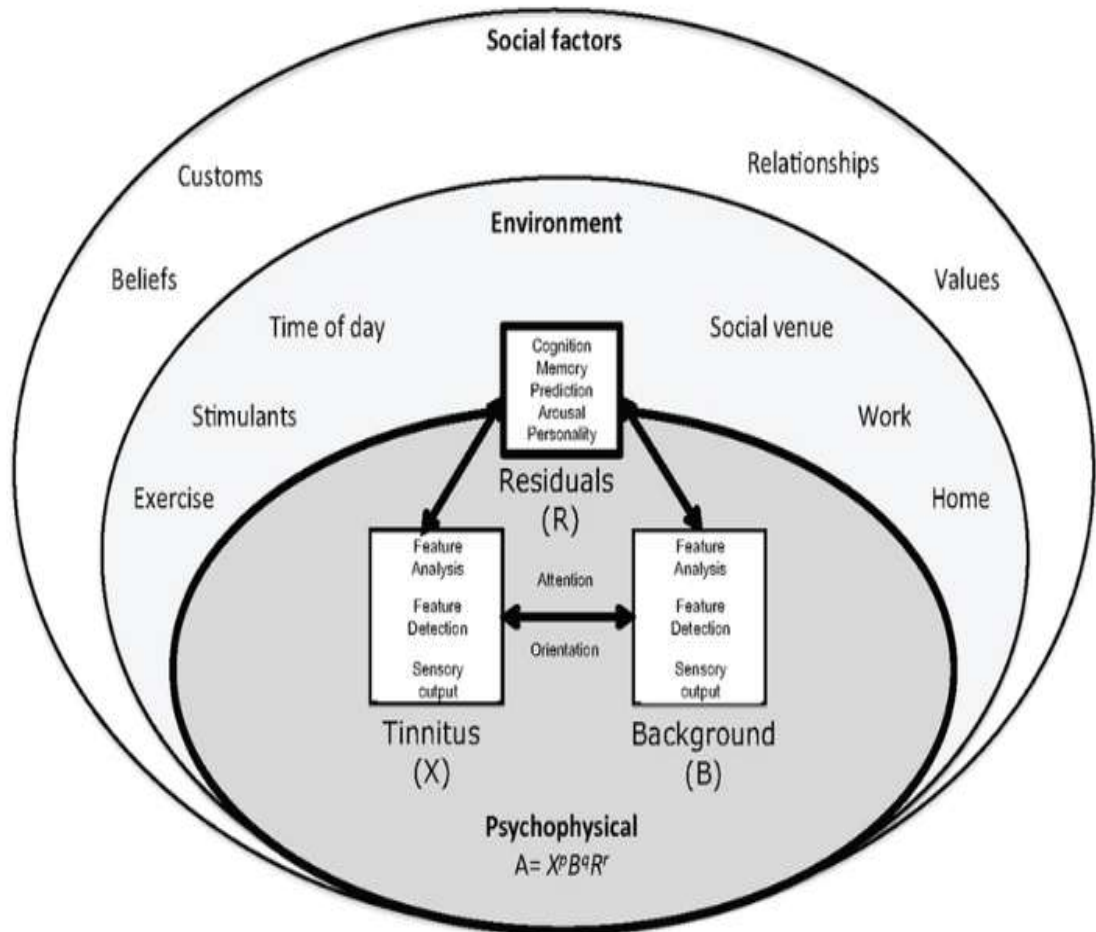 Social factors
Customs
Relationships
Environment
Beliefs
Values
Time of day
Social venue
Cognition
Memory
Prediction
Arousal
Personality
Stimulants
Work
Residuals
(R)
Exercise
Home
Feature
Analysis
Feature
Detection
Sensory
output
Attention
Orientation
Feature
Analysis
Feature
Detection
Sensory
output
Tinnitus
(X)
Background
(B)
Psychophysical
A= XᵖBᵍRʳ